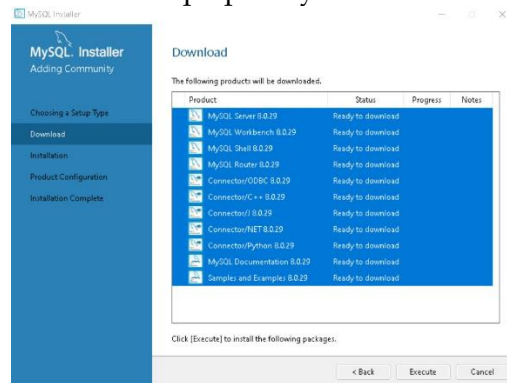 MySQL Installer
MySQL. Installer
Adding Community
Choosing a Setup Type
Download
Installation
Product Configuration
Installation Complete
Download
The following products will be downloaded.
Product Status Progress Notes
MySQL Server 8.0.29 Ready to download
MySQL Workbench 8.0.29 Ready to download
MySQL Shell 8.0.29 Ready to download
MySQL Router 8.0.29 Ready to download
Connector/ODBC 8.0.29 Ready to download
Connector/C++ 8.0.29 Ready to download
Connector/J 8.0.29 Ready to download
Connector/NET 8.0.29 Ready to download
Connector/Python 8.0.29 Ready to download
MySQL Documentation 8.0.29 Ready to download
Samples and Examples 8.0.29 Ready to download
Click [Execute] to install the following packages.
< Back Execute Cancel